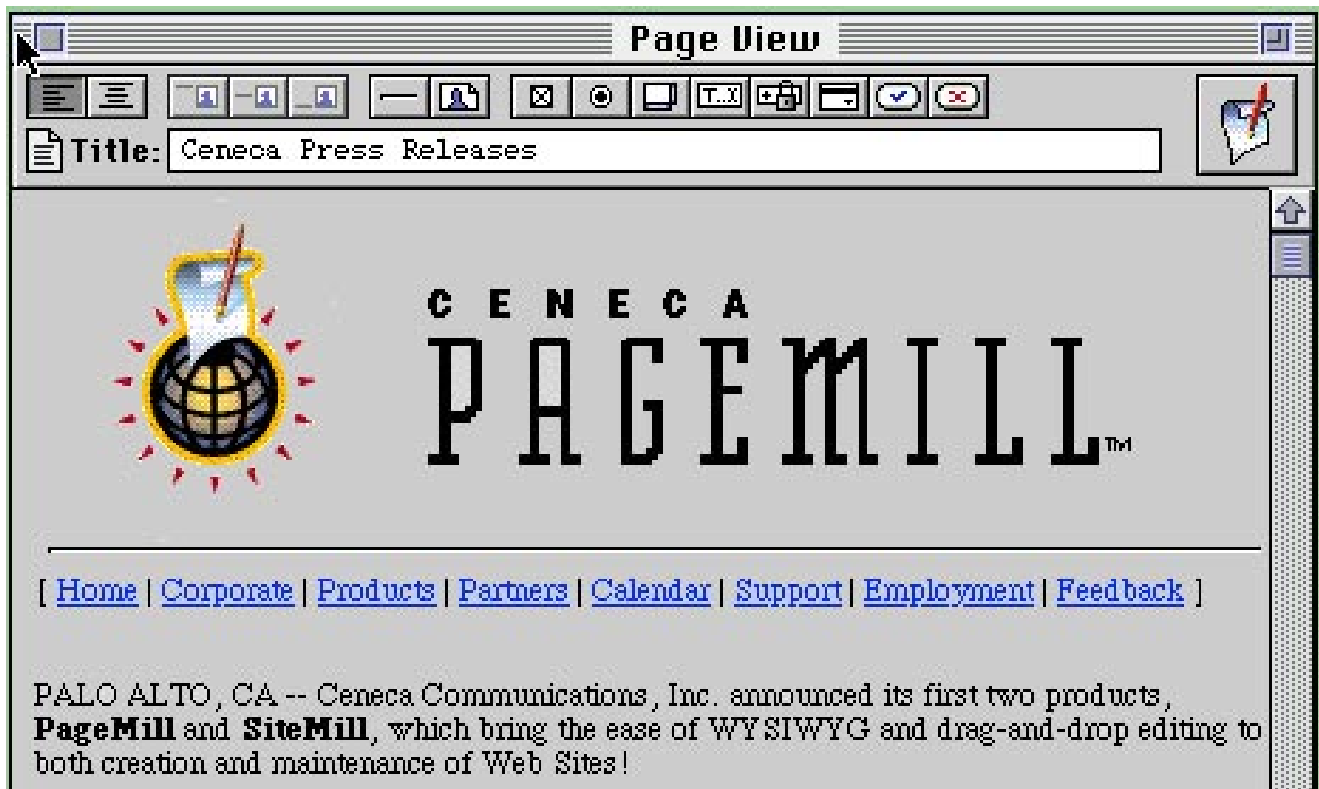 Page View
T...X
Title: Ceneca Press Releases
CENECA
PAGEMILL™
[ Home | Corporate | Products | Partners | Calendar | Support | Employment | Feedback ]
PALO ALTO, CA -- Ceneca Communications, Inc. announced its first two products,
PageMill and SiteMill, which bring the ease of WYSIWYG and drag-and-drop editing to
both creation and maintenance of Web Sites!